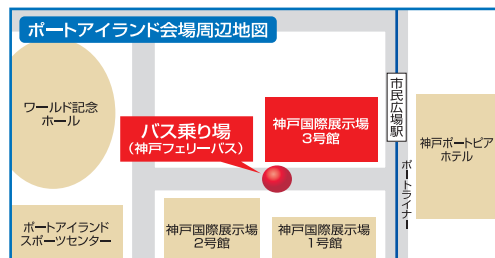 ポートアイランド会場周辺地図
ワールド記念
ホール
バス乗り場
（神戸フェリーバス）
神戸国際展示場
3号館
市民広場駅
神戸ポートピア
ホテル
ポートライナー
ポートアイランド
スポーツセンター
神戸国際展示場
2号館
神戸国際展示場
1号館